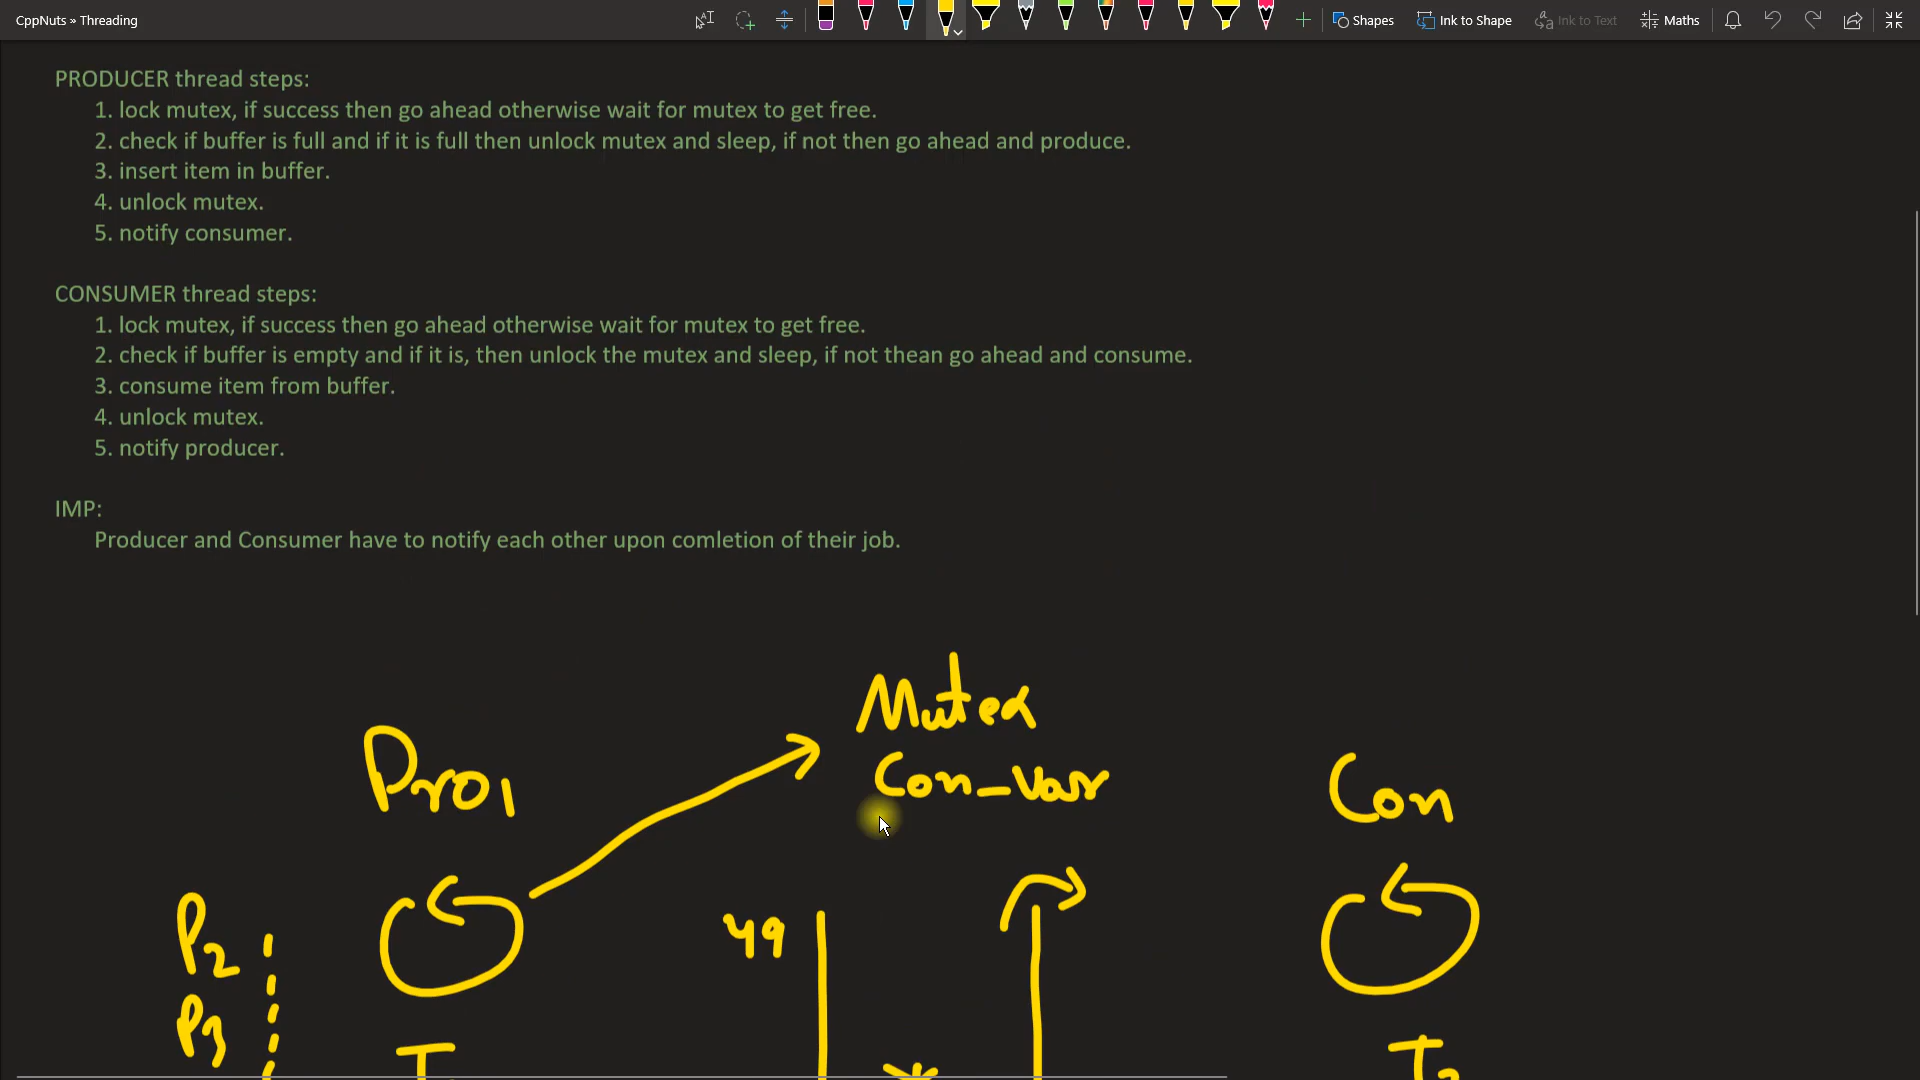 CppNuts » Threading
Shapes
Ink to Shape
Ink to Text
Maths
PRODUCER thread steps:
1. lock mutex, if success then go ahead otherwise wait for mutex to get free.
2. check if buffer is full and if it is full then unlock mutex and sleep, if not then go ahead and produce.
3. insert item in buffer.
4. unlock mutex.
5. notify consumer.
CONSUMER thread steps:
1. lock mutex, if success then go ahead otherwise wait for mutex to get free.
2. check if buffer is empty and if it is, then unlock the mutex and sleep, if not thean go ahead and consume.
3. consume item from buffer.
4. unlock mutex.
5. notify producer.
IMP:
Producer and Consumer have to notify each other upon comletion of their job.
Mutex
Pro1
Con_Var
Con
P2
49
P3